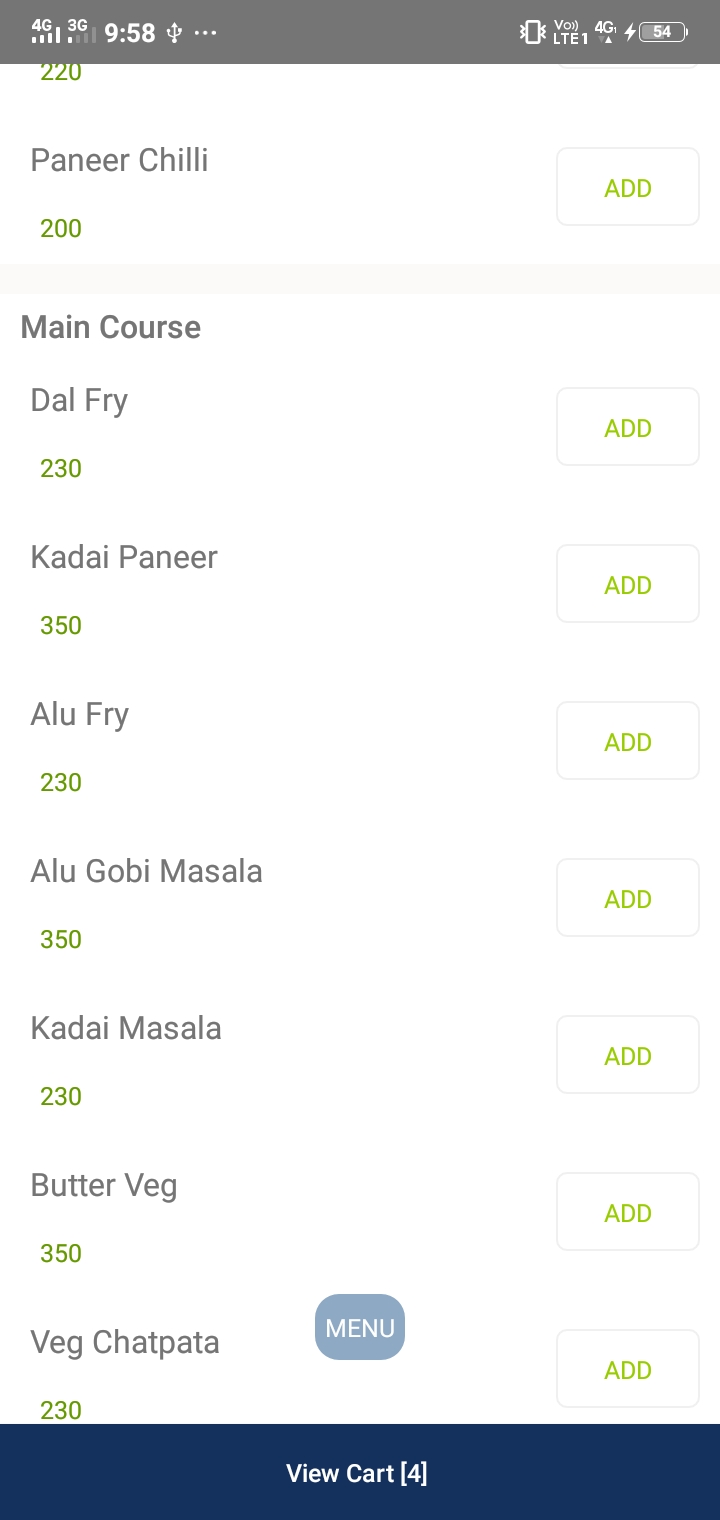 4G 3G 9:58 ... Vo)) LTE1 4G 54
220
Paneer Chilli
ADD
200
Main Course
Dal Fry
ADD
230
Kadai Paneer
ADD
350
Alu Fry
ADD
230
Alu Gobi Masala
ADD
350
Kadai Masala
ADD
230
Butter Veg
ADD
350
MENU
Veg Chatpata
ADD
230
View Cart [4]